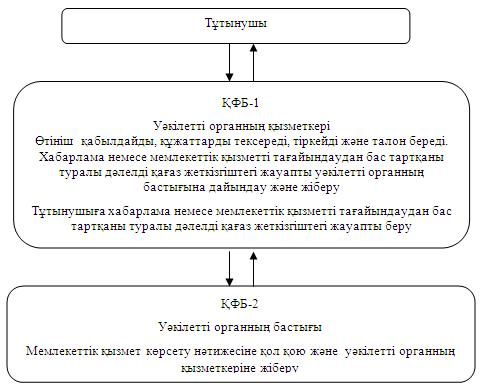 Тұтынушы
ҚФБ-1
Уәкілетті органның қызметкері
Өтініш қабылдайды, құжаттарды тексереді, тіркейді және талон береді.
Хабарлама немесе мемлекеттік қызметті тағайындаудан бас тартқаны
туралы дәлелді қағаз жеткізгіштегі жауапты уәкілетті органның
бастығына дайындау және жіберу
Тұтынушыға хабарлама немесе мемлекеттік қызметті тағайындаудан бас
тартқаны туралы дәлелді қағаз жеткізгіштегі жауапты беру
ҚФБ-2
Уәкілетті органның бастығы
Мемлекеттік қызмет көрсету нәтижесіне қол қою және уәкілетті органның
қызметкеріне жіберу